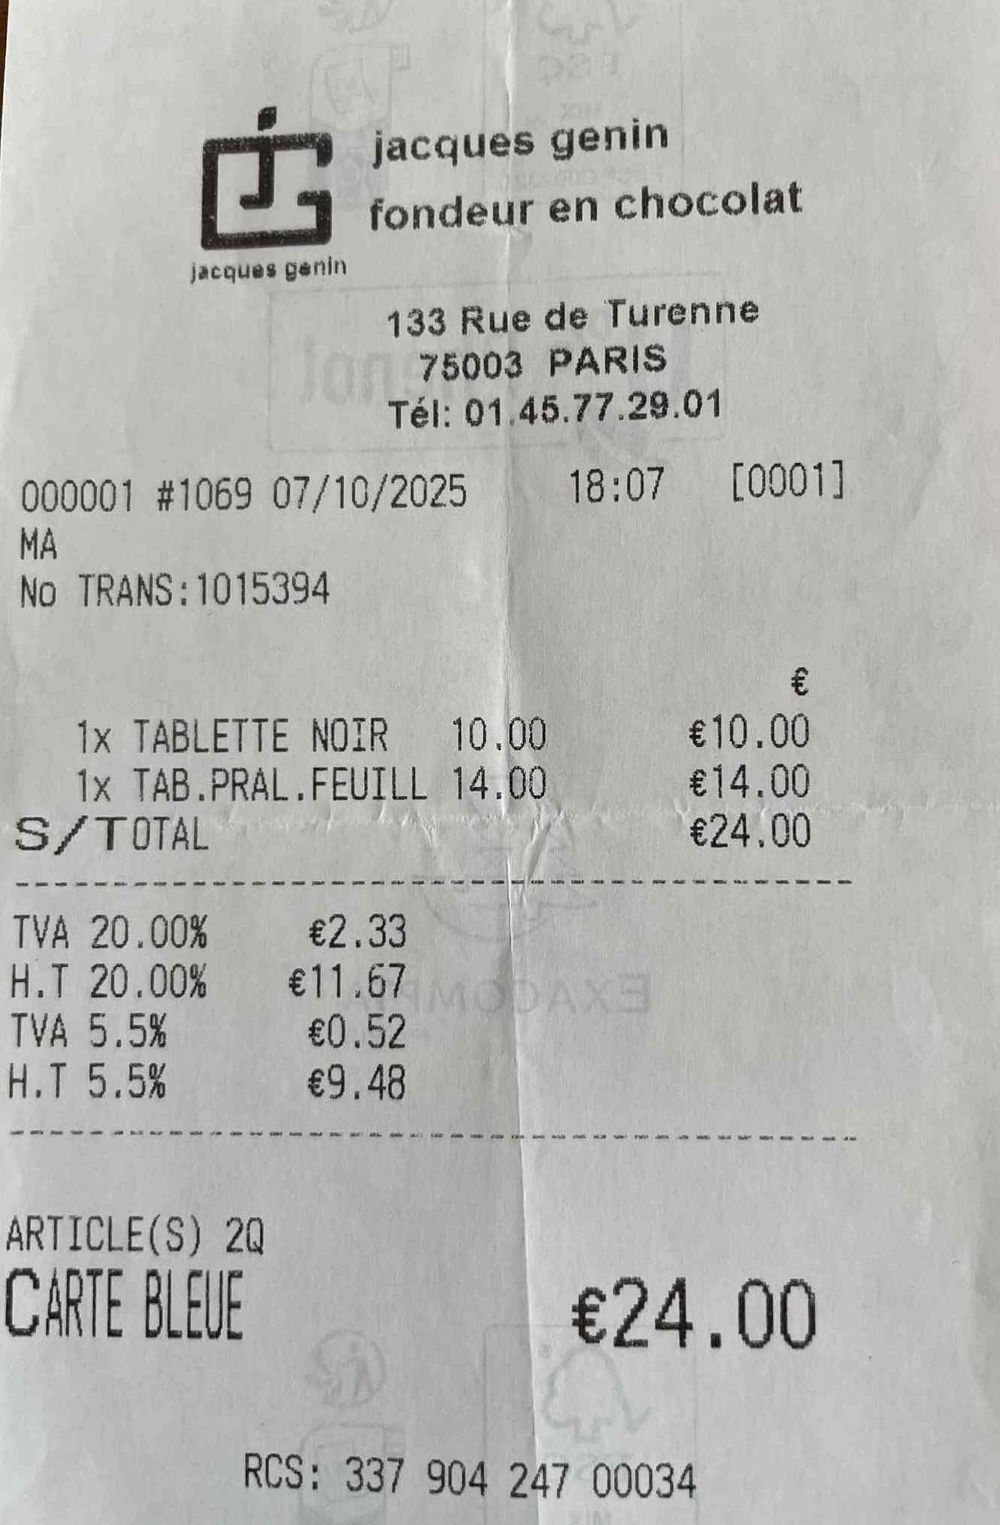 jacques genin
fondeur en chocolat
jacques genin
133 Rue de Turenne
75003 PARIS
Tél: 01.45.77.29.01
000001 #1069 07/10/2025 18:07 [0001]
MA
No TRANS:1015394
€
1x TABLETTE NOIR 10.00 €10.00
1x TAB.PRAL.FEUILL 14.00 €14.00
S/TOTAL €24.00
TVA 20.00% €2.33
H.T 20.00% €11.67
TVA 5.5% €0.52
H.T 5.5% €9.48
ARTICLE(S) 2Q
CARTE BLEUE €24.00
RCS: 337 904 247 00034